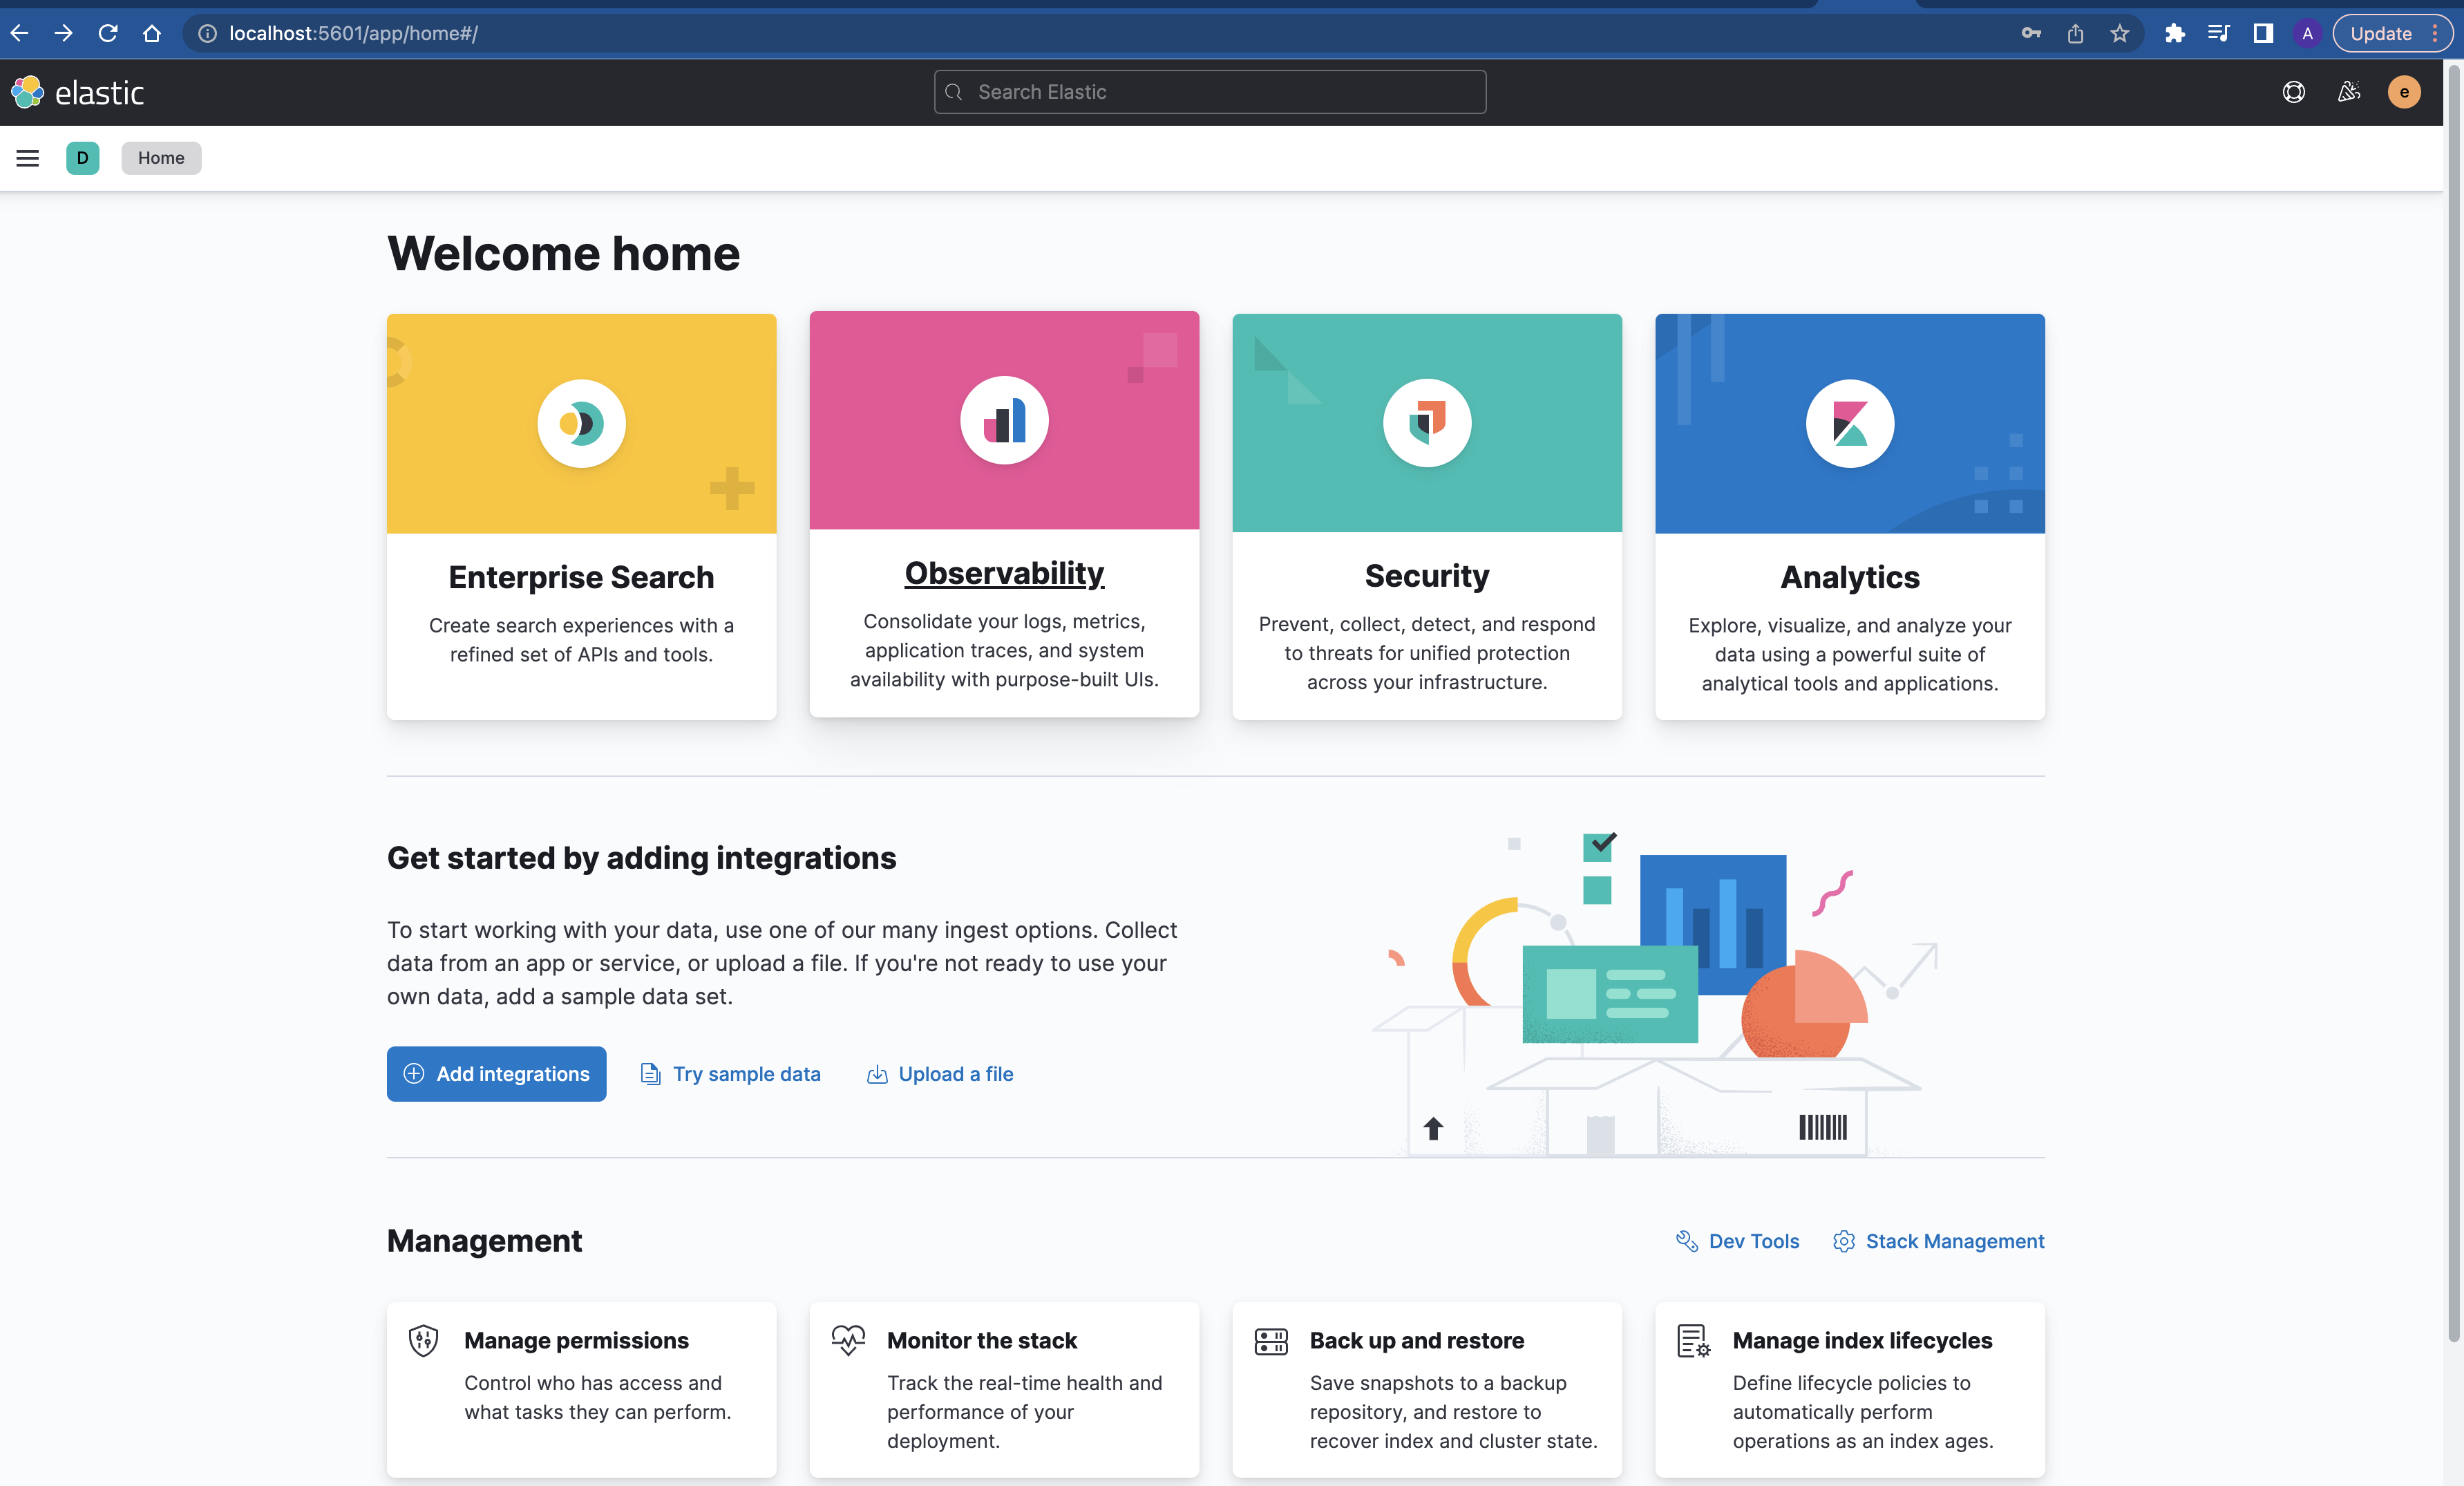 localhost:5601/app/home#/
A
Update
elastic
Search Elastic
e
D
Home
Welcome home
Enterprise Search
Create search experiences with a
refined set of APIs and tools.
Observability
Consolidate your logs, metrics,
application traces, and system
availability with purpose-built UIs.
Security
Prevent, collect, detect, and respond
to threats for unified protection
across your infrastructure.
Analytics
Explore, visualize, and analyze your
data using a powerful suite of
analytical tools and applications.
Get started by adding integrations
To start working with your data, use one of our many ingest options. Collect
data from an app or service, or upload a file. If you're not ready to use your
own data, add a sample data set.
Add integrations
Try sample data
Upload a file
Management
Dev Tools
Stack Management
Manage permissions
Control who has access and
what tasks they can perform.
Monitor the stack
Track the real-time health and
performance of your
deployment.
Back up and restore
Save snapshots to a backup
repository, and restore to
recover index and cluster state.
Manage index lifecycles
Define lifecycle policies to
automatically perform
operations as an index ages.